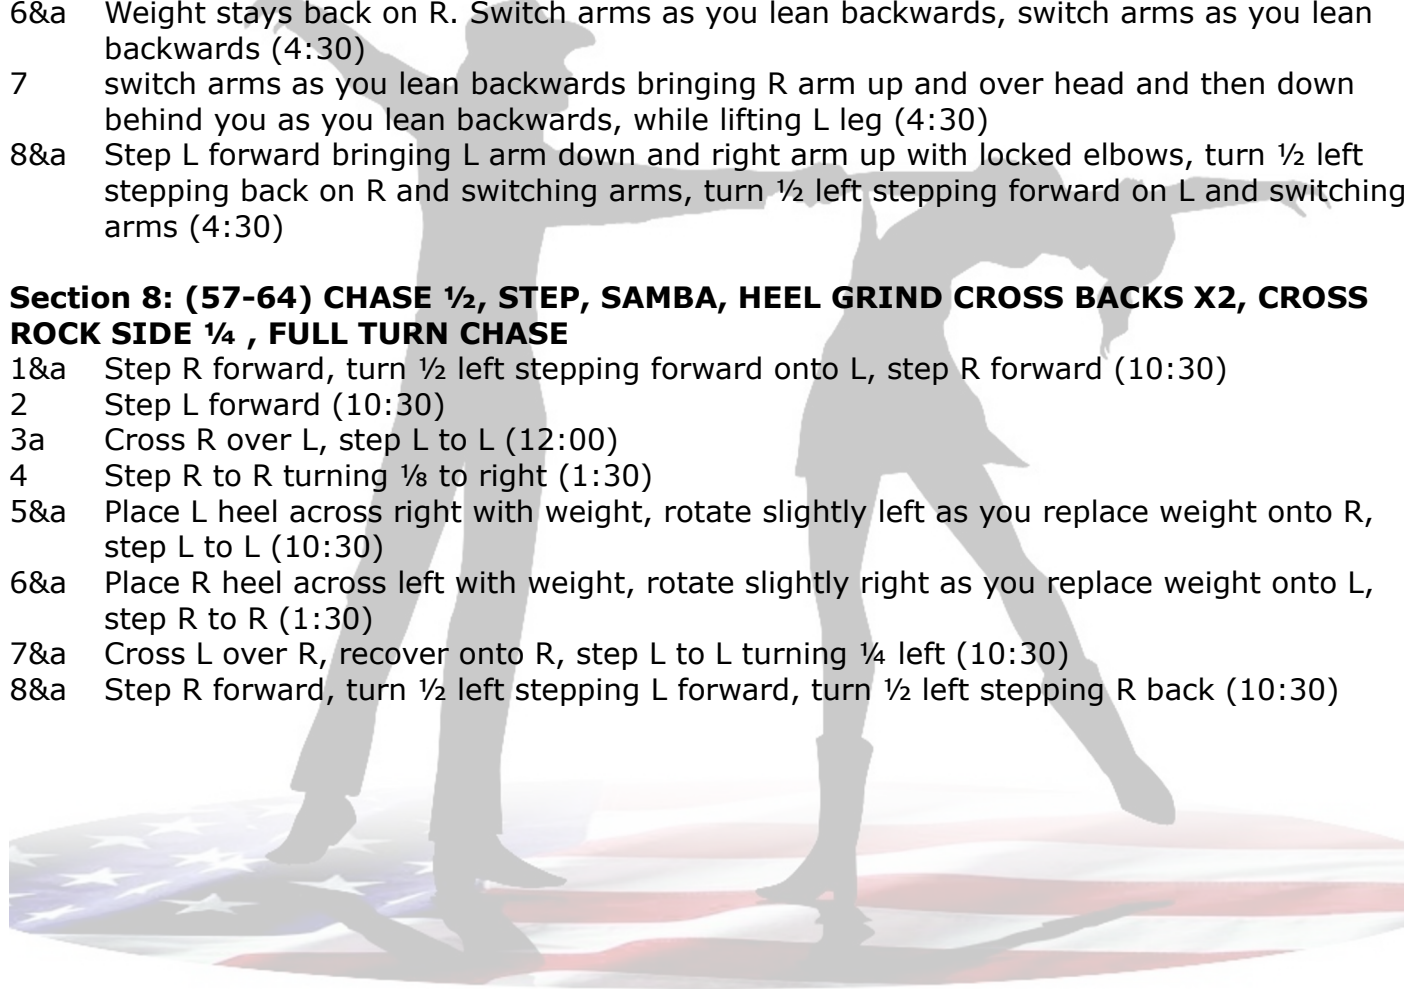 6&a Weight stays back on R. Switch arms as you lean backwards, switch arms as you lean
backwards (4:30)
7 switch arms as you lean backwards bringing R arm up and over head and then down
behind you as you lean backwards, while lifting L leg (4:30)
8&a Step L forward bringing L arm down and right arm up with locked elbows, turn ½ left
stepping back on R and switching arms, turn ½ left stepping forward on L and switching
arms (4:30)
Section 8: (57-64) CHASE ½, STEP, SAMBA, HEEL GRIND CROSS BACKS X2, CROSS
ROCK SIDE ¼ , FULL TURN CHASE
1&a Step R forward, turn ½ left stepping forward onto L, step R forward (10:30)
2 Step L forward (10:30)
3a Cross R over L, step L to L (12:00)
4 Step R to R turning ⅛ to right (1:30)
5&a Place L heel across right with weight, rotate slightly left as you replace weight onto R,
step L to L (10:30)
6&a Place R heel across left with weight, rotate slightly right as you replace weight onto L,
step R to R (1:30)
7&a Cross L over R, recover onto R, step L to L turning ¼ left (10:30)
8&a Step R forward, turn ½ left stepping L forward, turn ½ left stepping R back (10:30)